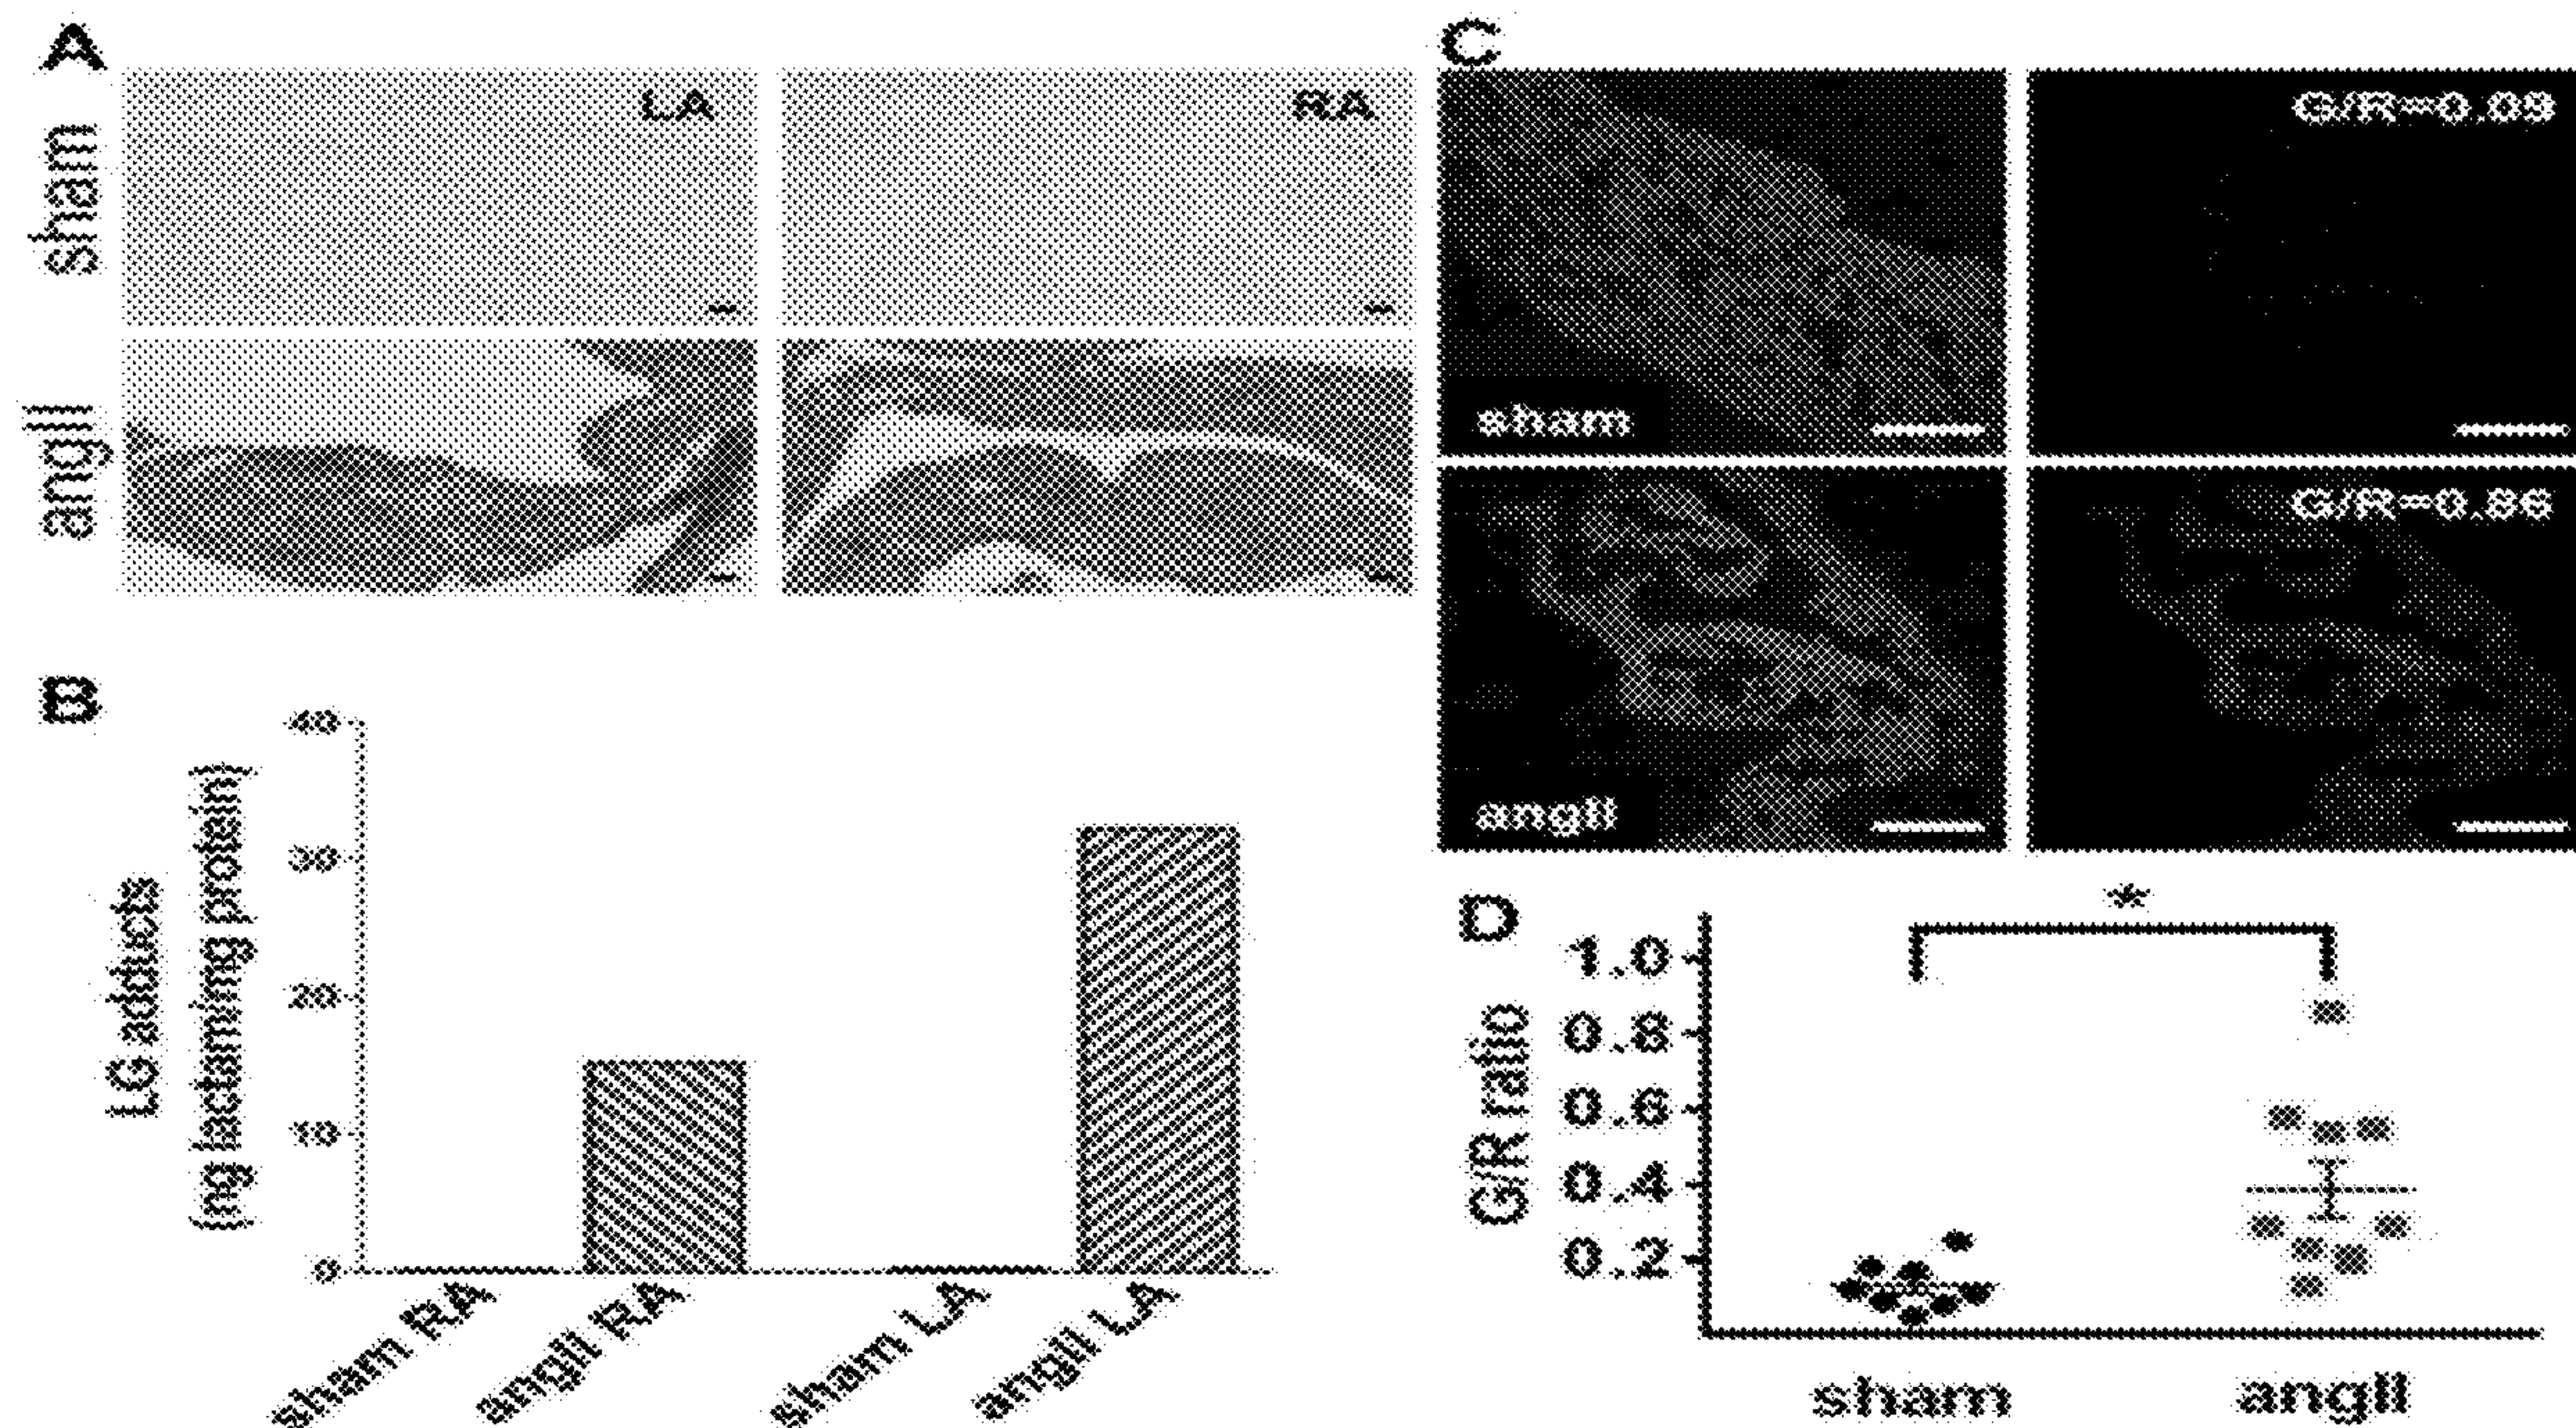 A
LA
RA
sham
angII
B
LG adducts
[ng lactam/mg protein]
40
30
20
10
0
sham RA
angII RA
sham LA
angII LA
C
G/R=0.09
sham
G/R=0.86
angII
D
*
G/R ratio
1.0
0.8
0.6
0.4
0.2
sham
angII